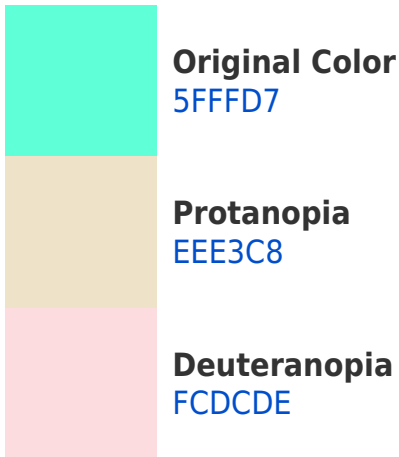 Original Color
5FFFD7
Protanopia
EEE3C8
Deuteranopia
FCDCDE